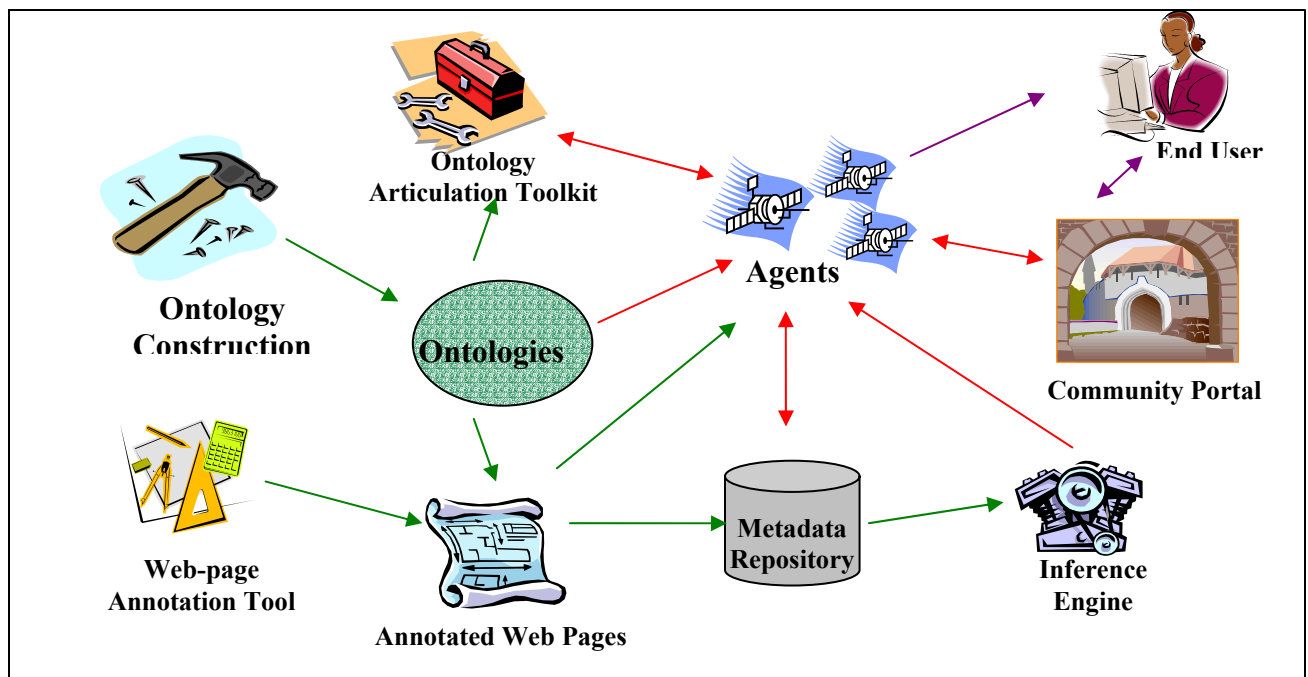 Ontology
Articulation Toolkit
End User
Agents
Ontology
Construction
Ontologies
Community Portal
Metadata
Repository
Inference
Engine
Web-page
Annotation Tool
Annotated Web Pages